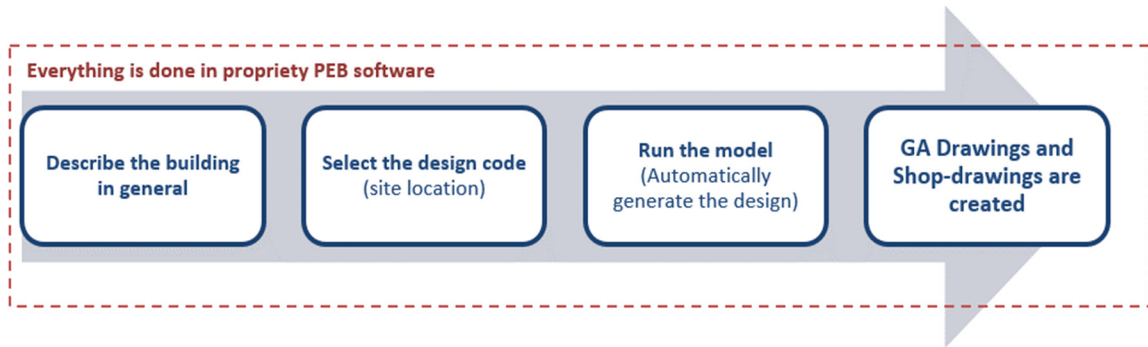 Everything is done in propriety PEB software
Describe the building
in general
Select the design code
(site location)
Run the model
(Automatically
generate the design)
GA Drawings and
Shop-drawings are
created